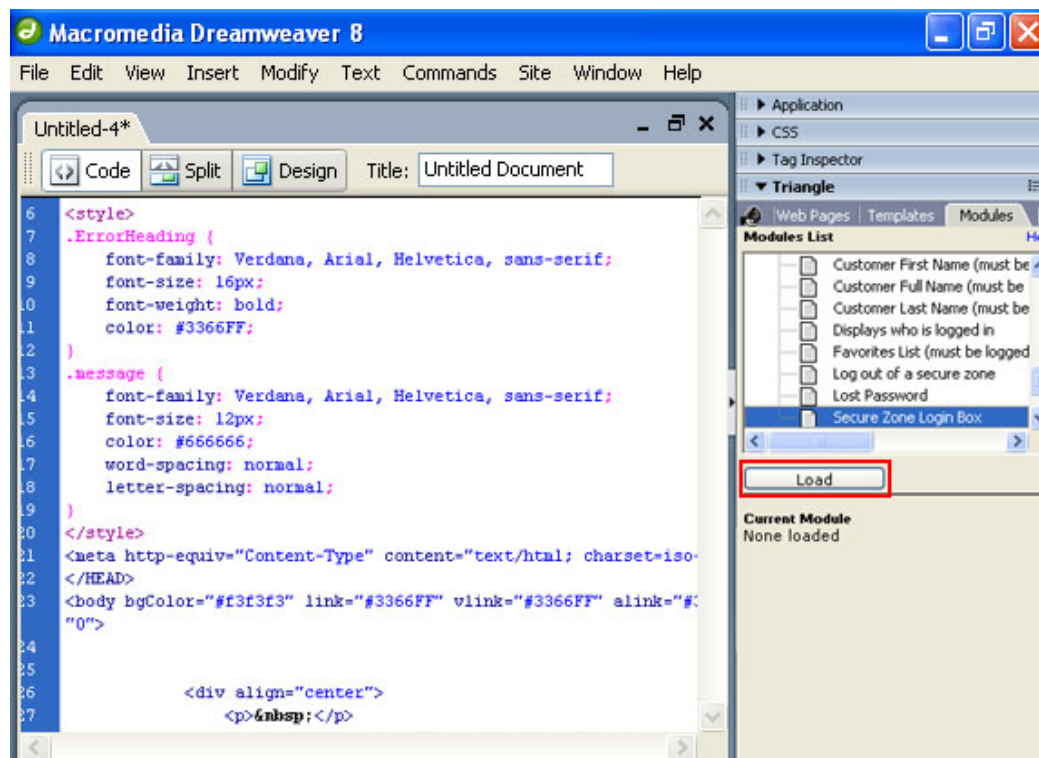 Macromedia Dreamweaver 8
File Edit View Insert Modify Text Commands Site Window Help
Untitled-4*
Code Split Design Title: Untitled Document
6 <style>
7 .ErrorHeading {
8 font-family: Verdana, Arial, Helvetica, sans-serif;
9 font-size: 16px;
10 font-weight: bold;
11 color: #3366FF;
12 }
13 .message {
14 font-family: Verdana, Arial, Helvetica, sans-serif;
15 font-size: 12px;
16 color: #666666;
17 word-spacing: normal;
18 letter-spacing: normal;
19 }
20 </style>
21 <meta http-equiv="Content-Type" content="text/html; charset=iso-
22 </HEAD>
23 <body bgColor="#f3f3f3" link="#3366FF" vlink="#3366FF" alink="#3
"0">
24
25
26 <div align="center">
27 <p>&nbsp;</p>
Application
CSS
Tag Inspector
Triangle
Web Pages Templates Modules
Modules List He
Customer First Name (must be
Customer Full Name (must be
Customer Last Name (must be
Displays who is logged in
Favorites List (must be logged
Log out of a secure zone
Lost Password
Secure Zone Login Box
Load
Current Module
None loaded